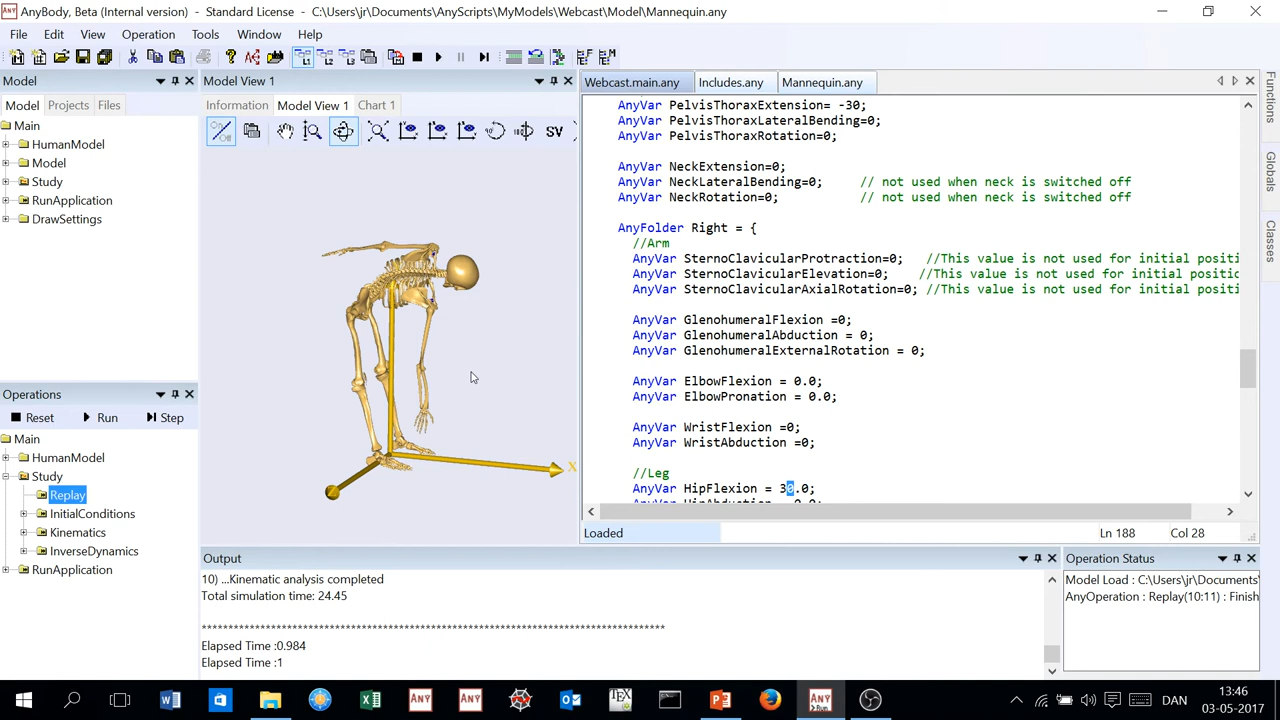 AnyBody, Beta (Internal version) - Standard License - C:\Users\jr\Documents\AnyScripts\MyModels\Webcast\Model/Mannequin.any
File Edit View Operation Tools Window Help
Model
Model Projects Files
Main
HumanModel
Model
Study
RunApplication
DrawSettings
Operations
Reset Run Step
Main
HumanModel
Study
Replay
InitialConditions
Kinematics
InverseDynamics
RunApplication
Model View 1
Information Model View 1 Chart 1
SV
X
Webcast.main.any Includes.any Mannequin.any
AnyVar PelvisThoraxExtension= -30;
AnyVar PelvisThoraxLateralBending=0;
AnyVar PelvisThoraxRotation=0;
AnyVar NeckExtension=0;
AnyVar NeckLateralBending=0; // not used when neck is switched off
AnyVar NeckRotation=0; // not used when neck is switched off
AnyFolder Right = {
//Arm
AnyVar SternoClavicularProtraction=0; //This value is not used for initial positi
AnyVar SternoClavicularElevation=0; //This value is not used for initial positic
AnyVar SternoClavicularAxialRotation=0; //This value is not used for initial positi
AnyVar GlenohumeralFlexion =0;
AnyVar GlenohumeralAbduction = 0;
AnyVar GlenohumeralExternalRotation = 0;
AnyVar ElbowFlexion = 0.0;
AnyVar ElbowPronation = 0.0;
AnyVar WristFlexion =0;
AnyVar WristAbduction =0;
//Leg
AnyVar HipFlexion = 30.0;
AnyVar HipAbduction = 0.0;
Loaded Ln 188 Col 28
Functions
Globals
Classes
Output
10) ...Kinematic analysis completed
Total simulation time: 24.45
******************************************************************************************
Elapsed Time :0.984
Elapsed Time :1
Operation Status
Model Load : C:\Users\jr\Documents'
AnyOperation : Replay(10:11) : Finish
DAN
13:46
03-05-2017